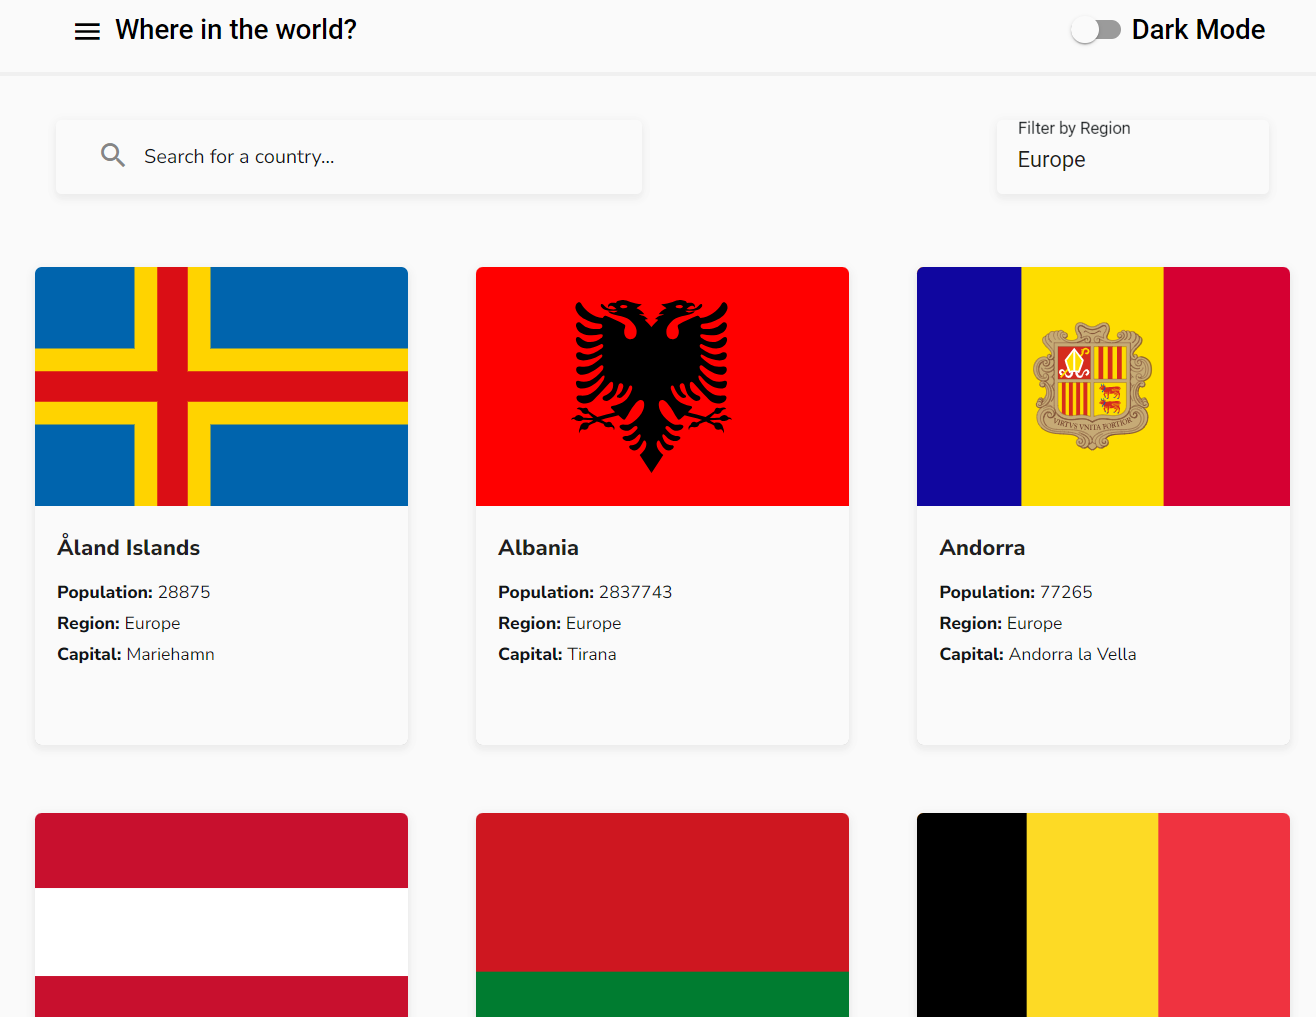 Where in the world?
Dark Mode
Search for a country...
Filter by Region
Europe
VIRTVS VNITA FORTIOR
Åland Islands
Population: 28875
Region: Europe
Capital: Mariehamn
Albania
Population: 2837743
Region: Europe
Capital: Tirana
Andorra
Population: 77265
Region: Europe
Capital: Andorra la Vella